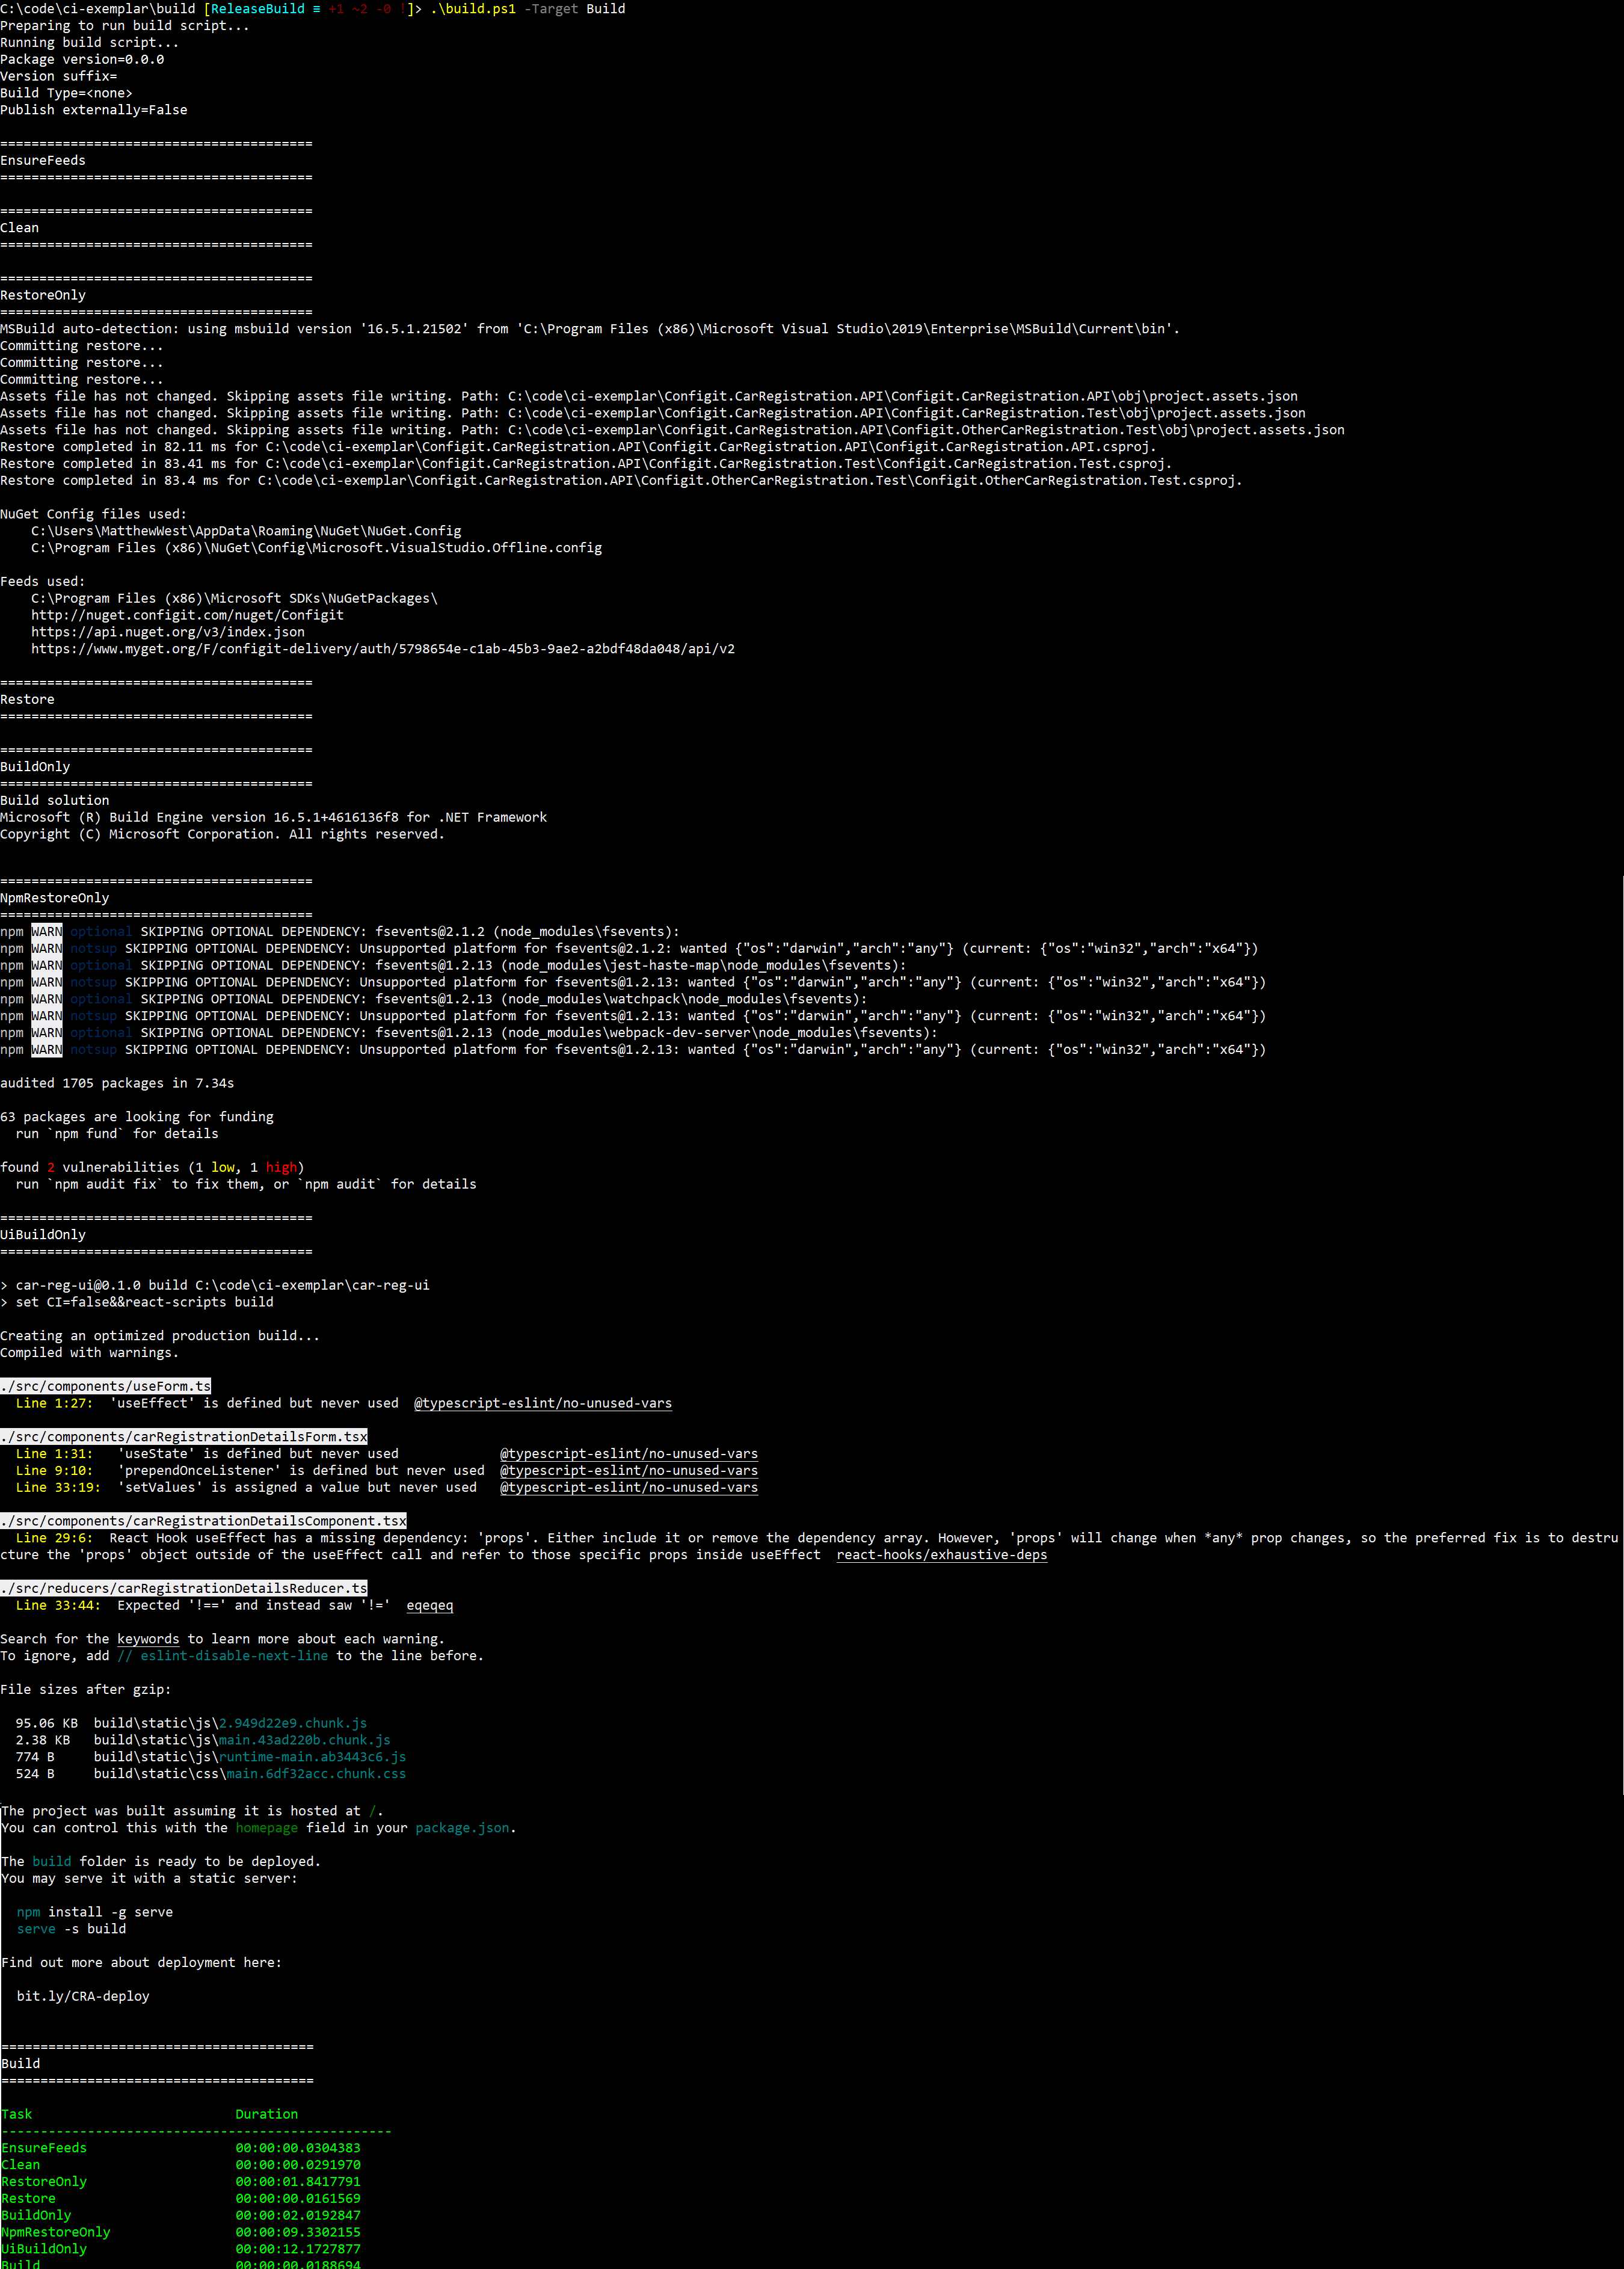 C:\code\ci-exemplar\build [ReleaseBuild ≡ +1 ~2 -0 !]> .\build.ps1 -Target Build
Preparing to run build script...
Running build script...
Package version=0.0.0
Version suffix=
Build Type=<none>
Publish externally=False
========================================
EnsureFeeds
========================================
========================================
Clean
========================================
========================================
RestoreOnly
========================================
MSBuild auto-detection: using msbuild version '16.5.1.21502' from 'C:\Program Files (x86)\Microsoft Visual Studio\2019\Enterprise\MSBuild\Current\bin'.
Committing restore...
Committing restore...
Committing restore...
Assets file has not changed. Skipping assets file writing. Path: C:\code\ci-exemplar\Configit.CarRegistration.API\Configit.CarRegistration.API\obj\project.assets.json
Assets file has not changed. Skipping assets file writing. Path: C:\code\ci-exemplar\Configit.CarRegistration.API\Configit.CarRegistration.Test\obj\project.assets.json
Assets file has not changed. Skipping assets file writing. Path: C:\code\ci-exemplar\Configit.CarRegistration.API\Configit.OtherCarRegistration.Test\obj\project.assets.json
Restore completed in 82.11 ms for C:\code\ci-exemplar\Configit.CarRegistration.API\Configit.CarRegistration.API\Configit.CarRegistration.API.csproj.
Restore completed in 83.41 ms for C:\code\ci-exemplar\Configit.CarRegistration.API\Configit.CarRegistration.Test\Configit.CarRegistration.Test.csproj.
Restore completed in 83.4 ms for C:\code\ci-exemplar\Configit.CarRegistration.API\Configit.OtherCarRegistration.Test\Configit.OtherCarRegistration.Test.csproj.
NuGet Config files used:
    C:\Users\MatthewWest\AppData\Roaming\NuGet\NuGet.Config
    C:\Program Files (x86)\NuGet\Config\Microsoft.VisualStudio.Offline.config
Feeds used:
    C:\Program Files (x86)\Microsoft SDKs\NuGetPackages\
    http://nuget.configit.com/nuget/Configit
    https://api.nuget.org/v3/index.json
    https://www.myget.org/F/configit-delivery/auth/5798654e-c1ab-45b3-9ae2-a2bdf48da048/api/v2
========================================
Restore
========================================
========================================
BuildOnly
========================================
Build solution
Microsoft (R) Build Engine version 16.5.1+4616136f8 for .NET Framework
Copyright (C) Microsoft Corporation. All rights reserved.
========================================
NpmRestoreOnly
========================================
npm WARN optional SKIPPING OPTIONAL DEPENDENCY: fsevents@2.1.2 (node_modules\fsevents):
npm WARN notsup SKIPPING OPTIONAL DEPENDENCY: Unsupported platform for fsevents@2.1.2: wanted {"os":"darwin","arch":"any"} (current: {"os":"win32","arch":"x64"})
npm WARN optional SKIPPING OPTIONAL DEPENDENCY: fsevents@1.2.13 (node_modules\jest-haste-map\node_modules\fsevents):
npm WARN notsup SKIPPING OPTIONAL DEPENDENCY: Unsupported platform for fsevents@1.2.13: wanted {"os":"darwin","arch":"any"} (current: {"os":"win32","arch":"x64"})
npm WARN optional SKIPPING OPTIONAL DEPENDENCY: fsevents@1.2.13 (node_modules\watchpack\node_modules\fsevents):
npm WARN notsup SKIPPING OPTIONAL DEPENDENCY: Unsupported platform for fsevents@1.2.13: wanted {"os":"darwin","arch":"any"} (current: {"os":"win32","arch":"x64"})
npm WARN optional SKIPPING OPTIONAL DEPENDENCY: fsevents@1.2.13 (node_modules\webpack-dev-server\node_modules\fsevents):
npm WARN notsup SKIPPING OPTIONAL DEPENDENCY: Unsupported platform for fsevents@1.2.13: wanted {"os":"darwin","arch":"any"} (current: {"os":"win32","arch":"x64"})
audited 1705 packages in 7.34s
63 packages are looking for funding
  run `npm fund` for details
found 2 vulnerabilities (1 low, 1 high)
  run `npm audit fix` to fix them, or `npm audit` for details
========================================
UiBuildOnly
========================================
> car-reg-ui@0.1.0 build C:\code\ci-exemplar\car-reg-ui
> set CI=false&&react-scripts build
Creating an optimized production build...
Compiled with warnings.
./src/components/useForm.ts
  Line 1:27:  'useEffect' is defined but never used  @typescript-eslint/no-unused-vars
./src/components/carRegistrationDetailsForm.tsx
  Line 1:31:   'useState' is defined but never used             @typescript-eslint/no-unused-vars
  Line 9:10:   'prependOnceListener' is defined but never used  @typescript-eslint/no-unused-vars
  Line 33:19:  'setValues' is assigned a value but never used   @typescript-eslint/no-unused-vars
./src/components/carRegistrationDetailsComponent.tsx
  Line 29:6:  React Hook useEffect has a missing dependency: 'props'. Either include it or remove the dependency array. However, 'props' will change when *any* prop changes, so the preferred fix is to destru
cture the 'props' object outside of the useEffect call and refer to those specific props inside useEffect  react-hooks/exhaustive-deps
./src/reducers/carRegistrationDetailsReducer.ts
  Line 33:44:  Expected '!==' and instead saw '!='  eqeqeq
Search for the keywords to learn more about each warning.
To ignore, add // eslint-disable-next-line to the line before.
File sizes after gzip:
  95.06 KB  build\static\js\2.949d22e9.chunk.js
  2.38 KB   build\static\js\main.43ad220b.chunk.js
  774 B     build\static\js\runtime-main.ab3443c6.js
  524 B     build\static\css\main.6df32acc.chunk.css
The project was built assuming it is hosted at /.
You can control this with the homepage field in your package.json.
The build folder is ready to be deployed.
You may serve it with a static server:
  npm install -g serve
  serve -s build
Find out more about deployment here:
  bit.ly/CRA-deploy
========================================
Build
========================================
Task                          Duration
--------------------------------------------------
EnsureFeeds                   00:00:00.0304383
Clean                         00:00:00.0291970
RestoreOnly                   00:00:01.8417791
Restore                       00:00:00.0161569
BuildOnly                     00:00:02.0192847
NpmRestoreOnly                00:00:09.3302155
UiBuildOnly                   00:00:12.1727877
Build                         00:00:00.0188694